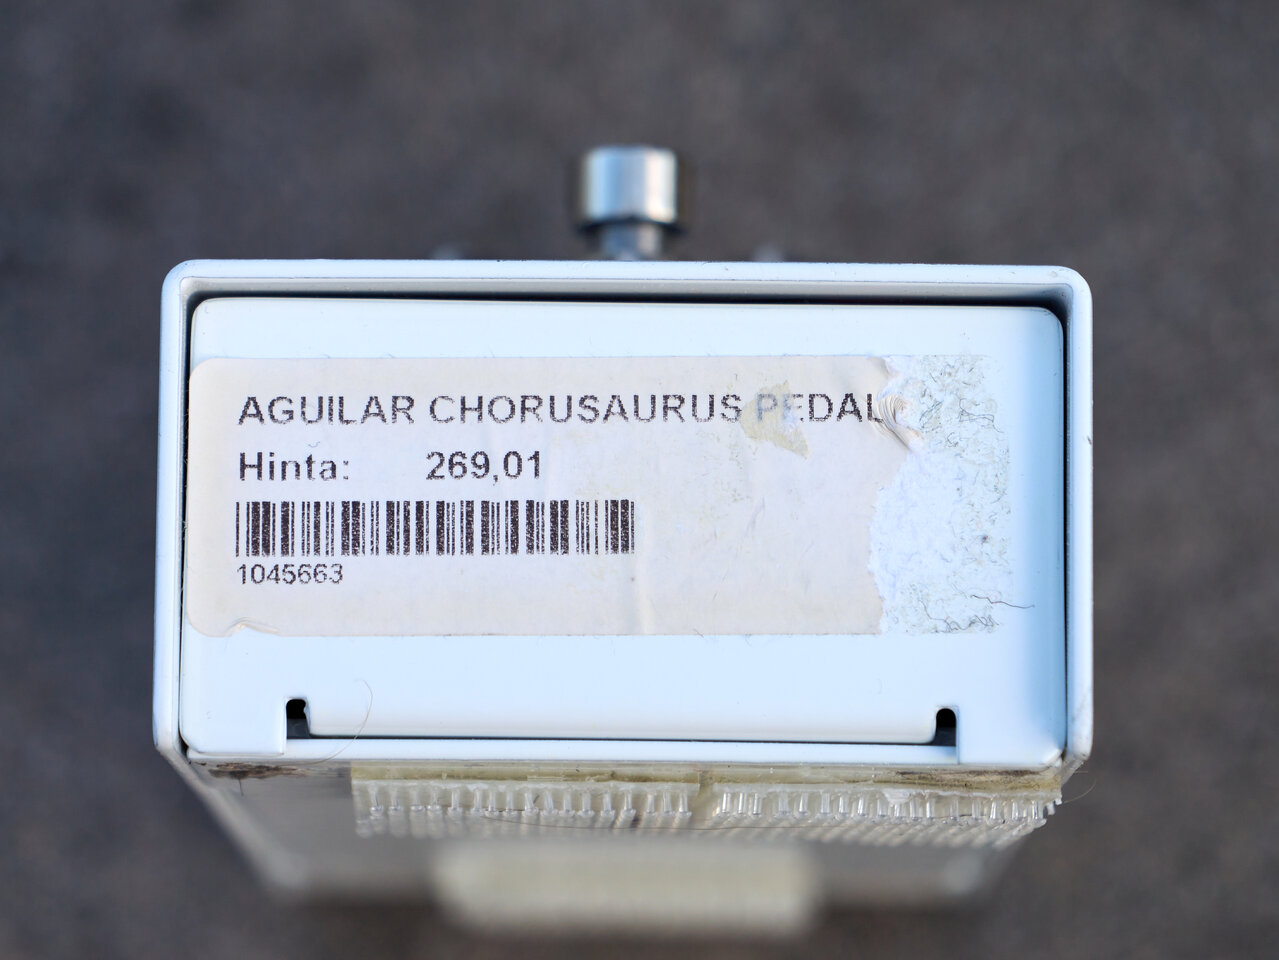 AGUILAR CHORUSAURUS PEDAL
Hinta: 269,01
1045663